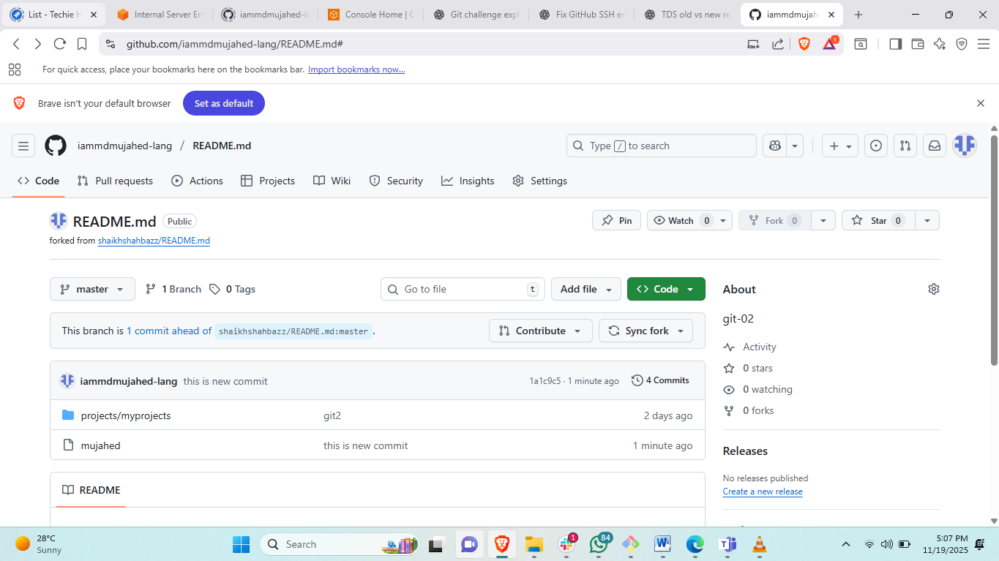 List - Techie H
Internal Server Err
iammdmujahed-la
Console Home | C
Git challenge expl
Fix GitHub SSH er
TDS old vs new re
iammdmujah
github.com/iammdmujahed-lang/README.md#
1
For quick access, place your bookmarks here on the bookmarks bar. Import bookmarks now...
Brave isn't your default browser Set as default
iammdmujahed-lang / README.md
Type / to search
Code Pull requests Actions Projects Wiki Security Insights Settings
README.md Public
Pin Watch 0 Fork 0 Star 0
forked from shaikhshahbazz/README.md
master 1 Branch 0 Tags Go to file t Add file Code
About
git-02
This branch is 1 commit ahead of shaikhshahbazz/README.md:master .
Contribute Sync fork
Activity
0 stars
0 watching
0 forks
iammdmujahed-lang this is new commit 1a1c9c5 · 1 minute ago 4 Commits
projects/myprojects git2 2 days ago
mujahed this is new commit 1 minute ago
Releases
No releases published
Create a new release
README
28°C
Sunny
Search
1
84
5:07 PM
11/19/2025